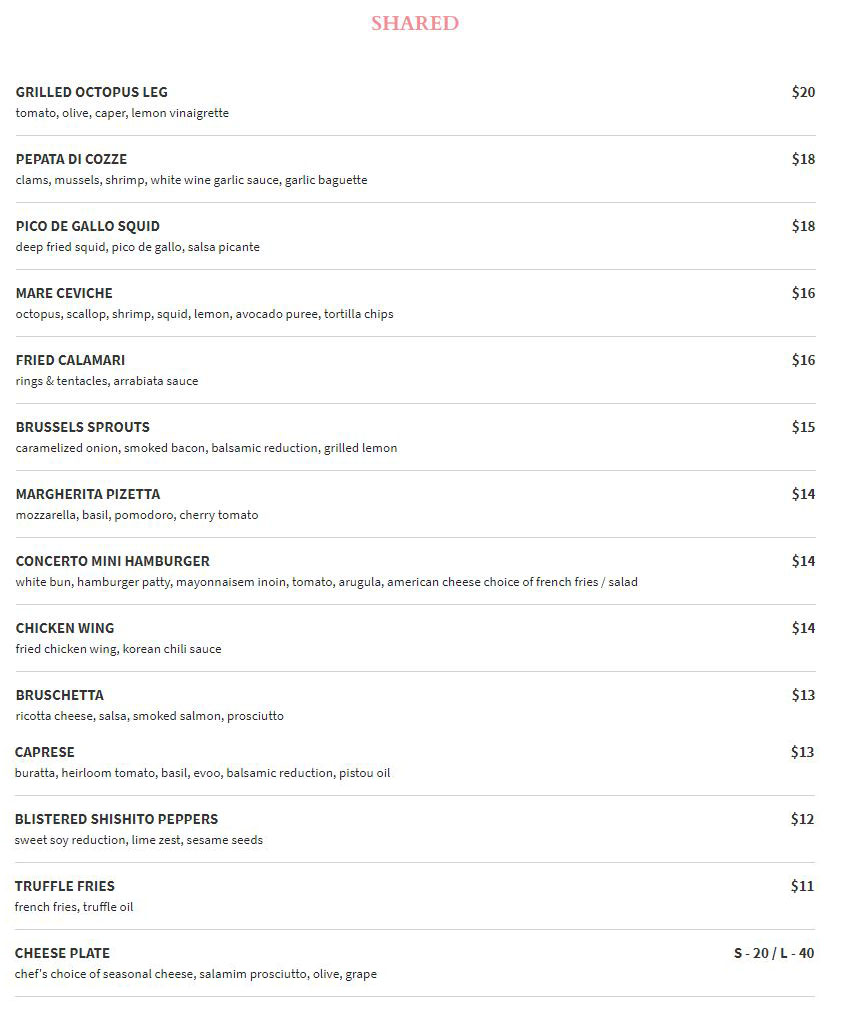 SHARED
GRILLED OCTOPUS LEG $20
tomato, olive, caper, lemon vinaigrette
PEPATA DI COZZE $18
clams, mussels, shrimp, white wine garlic sauce, garlic baguette
PICO DE GALLO SQUID $18
deep fried squid, pico de gallo, salsa picante
MARE CEVICHE $16
octopus, scallop, shrimp, squid, lemon, avocado puree, tortilla chips
FRIED CALAMARI $16
rings & tentacles, arrabiata sauce
BRUSSELS SPROUTS $15
caramelized onion, smoked bacon, balsamic reduction, grilled lemon
MARGHERITA PIZETTA $14
mozzarella, basil, pomodoro, cherry tomato
CONCERTO MINI HAMBURGER $14
white bun, hamburger patty, mayonnaisem inoin, tomato, arugula, american cheese choice of french fries / salad
CHICKEN WING $14
fried chicken wing, korean chili sauce
BRUSCHETTA $13
ricotta cheese, salsa, smoked salmon, prosciutto
CAPRESE $13
buratta, heirloom tomato, basil, evoo, balsamic reduction, pistou oil
BLISTERED SHISHITO PEPPERS $12
sweet soy reduction, lime zest, sesame seeds
TRUFFLE FRIES $11
french fries, truffle oil
CHEESE PLATE S - 20 / L - 40
chef's choice of seasonal cheese, salamim prosciutto, olive, grape